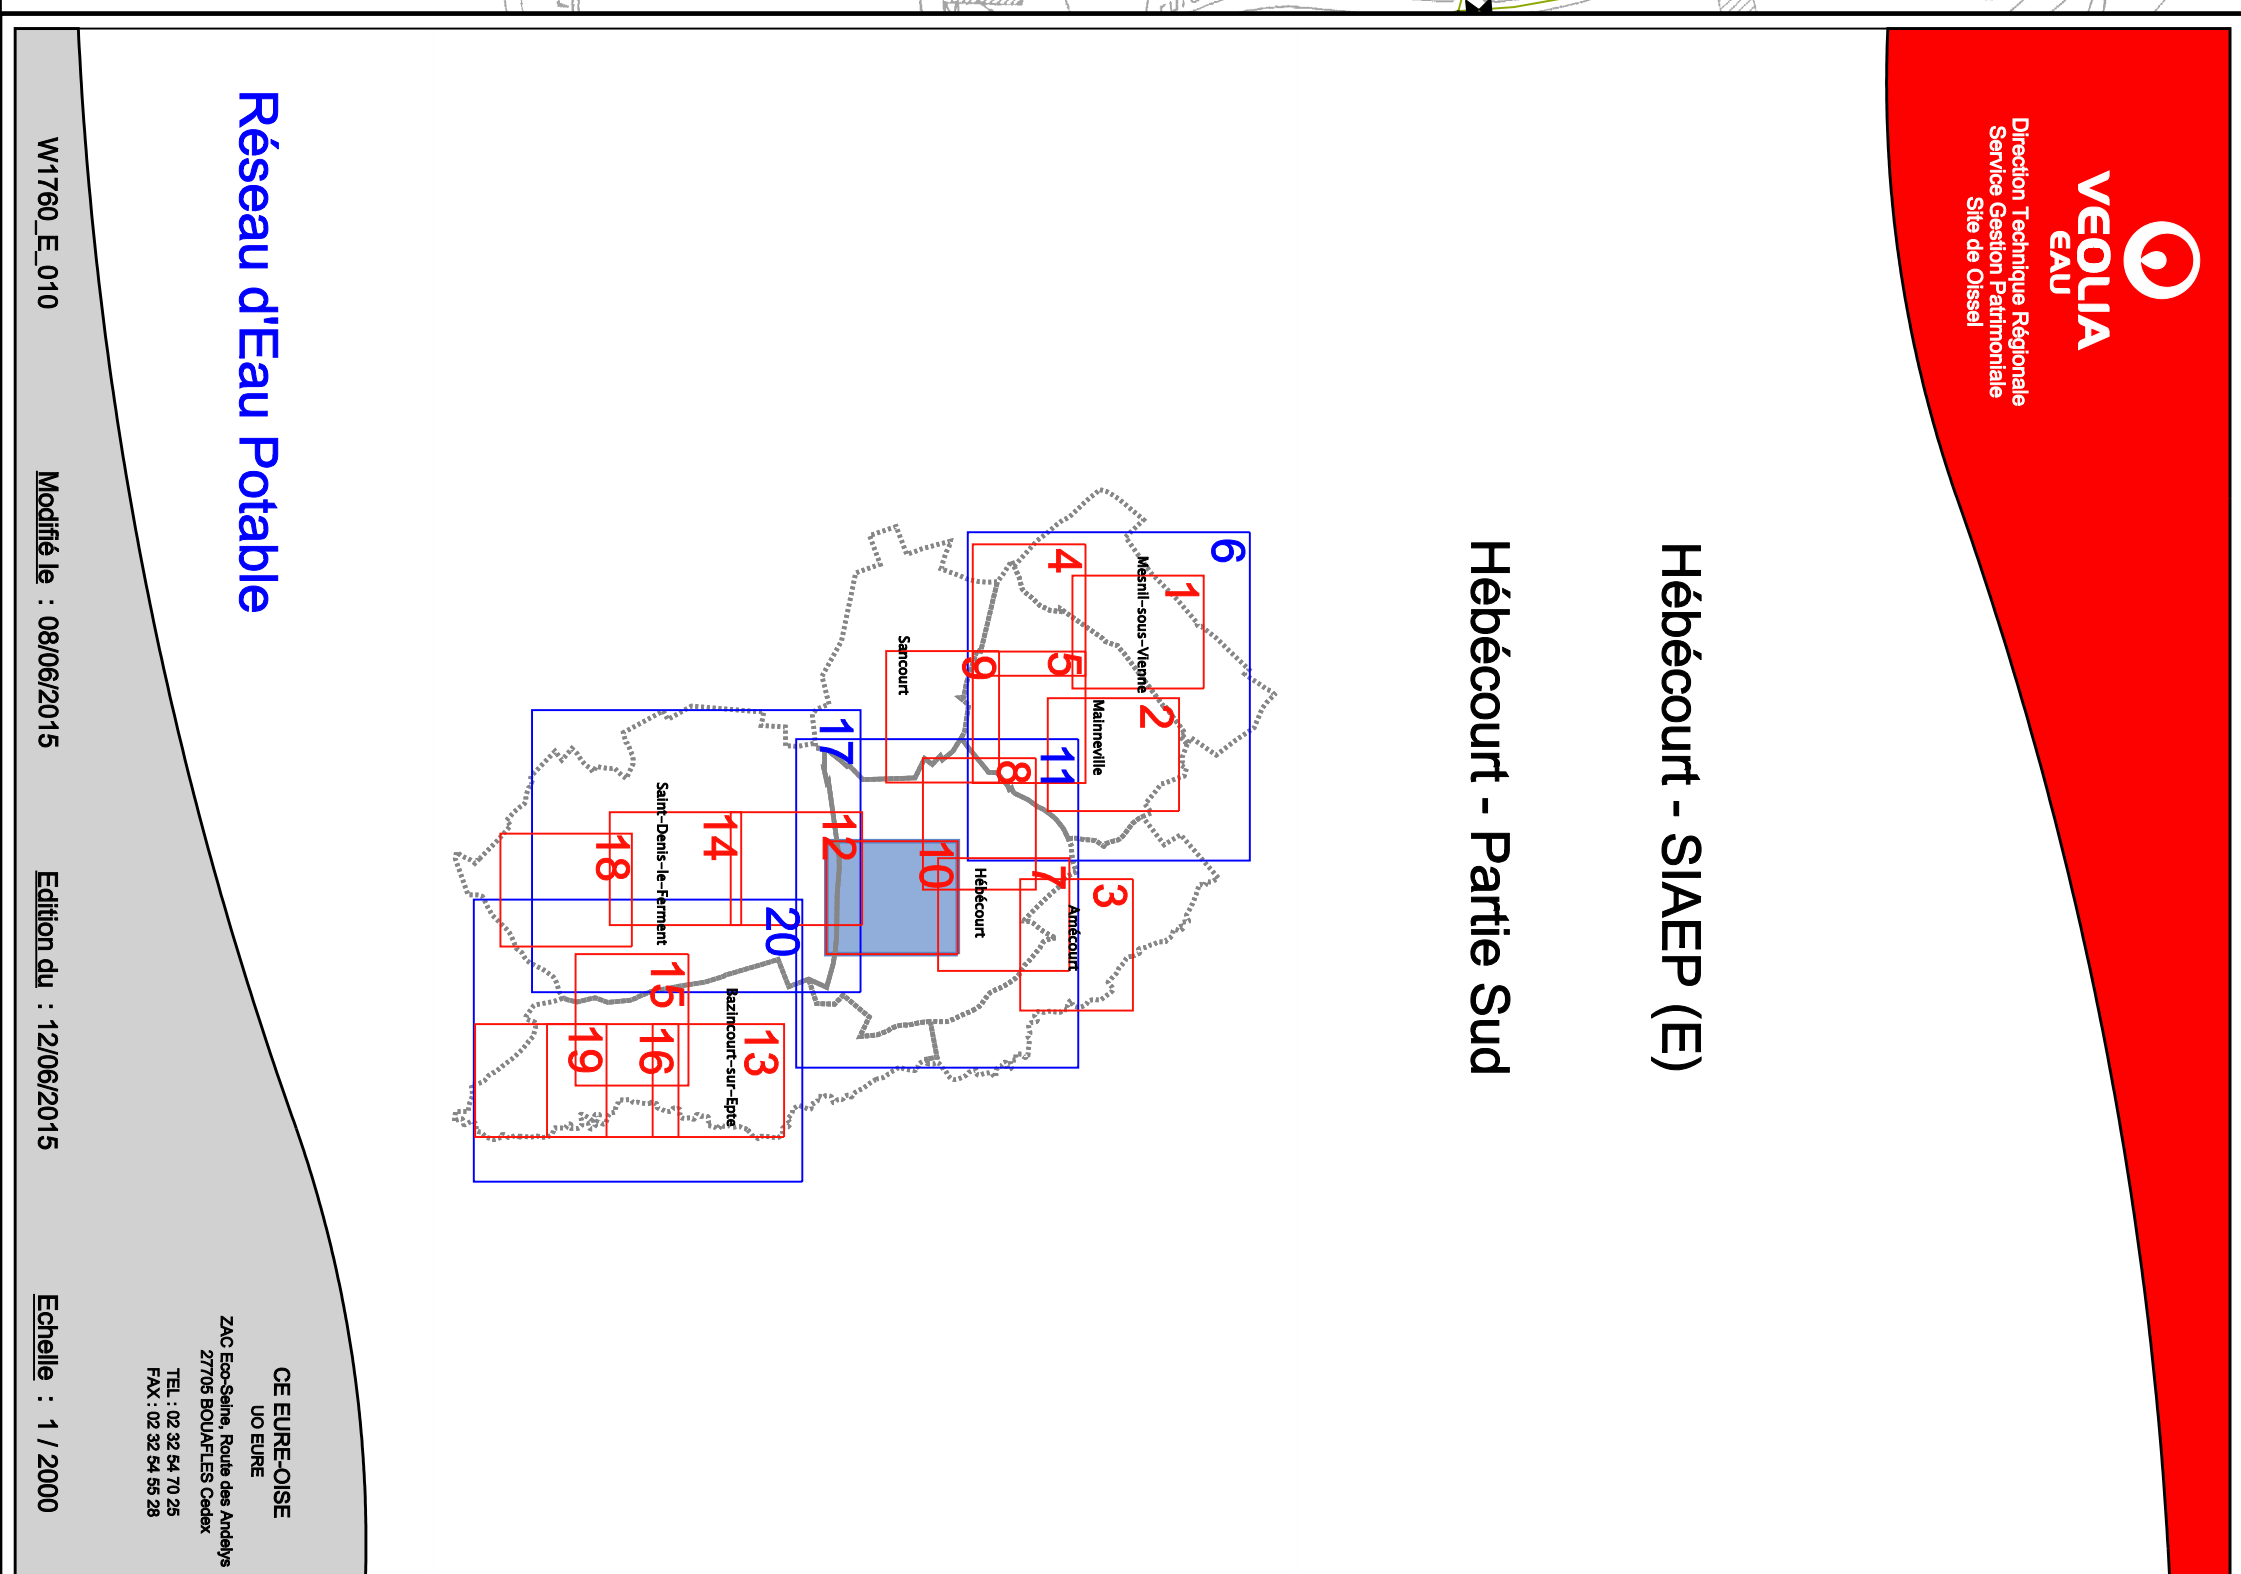 VEOLIA
EAU
Direction Technique Régionale
Service Gestion Patrimoniale
Site de Oissel
Hébécourt - SIAEP (E)
Hébécourt - Partie Sud
6
1
Mesnil-sous-Vienne
4
2
Mainneville
5
3
Amécourt
11
7
8
9
Hébécourt
10
Sancourt
12
17
20
13
Bazincourt-sur-Epte
14
15
Saint-Denis-le-Ferment
16
18
19
Réseau d'Eau Potable
CE EURE-OISE
UO EURE
ZAC Eco-Seine, Route des Andelys
27705 BOUAFLES Cedex
TEL : 02 32 54 70 25
FAX : 02 32 54 55 28
W1760_E_010 Modifié le : 08/06/2015 Edition du : 12/06/2015 Echelle : 1 / 2000